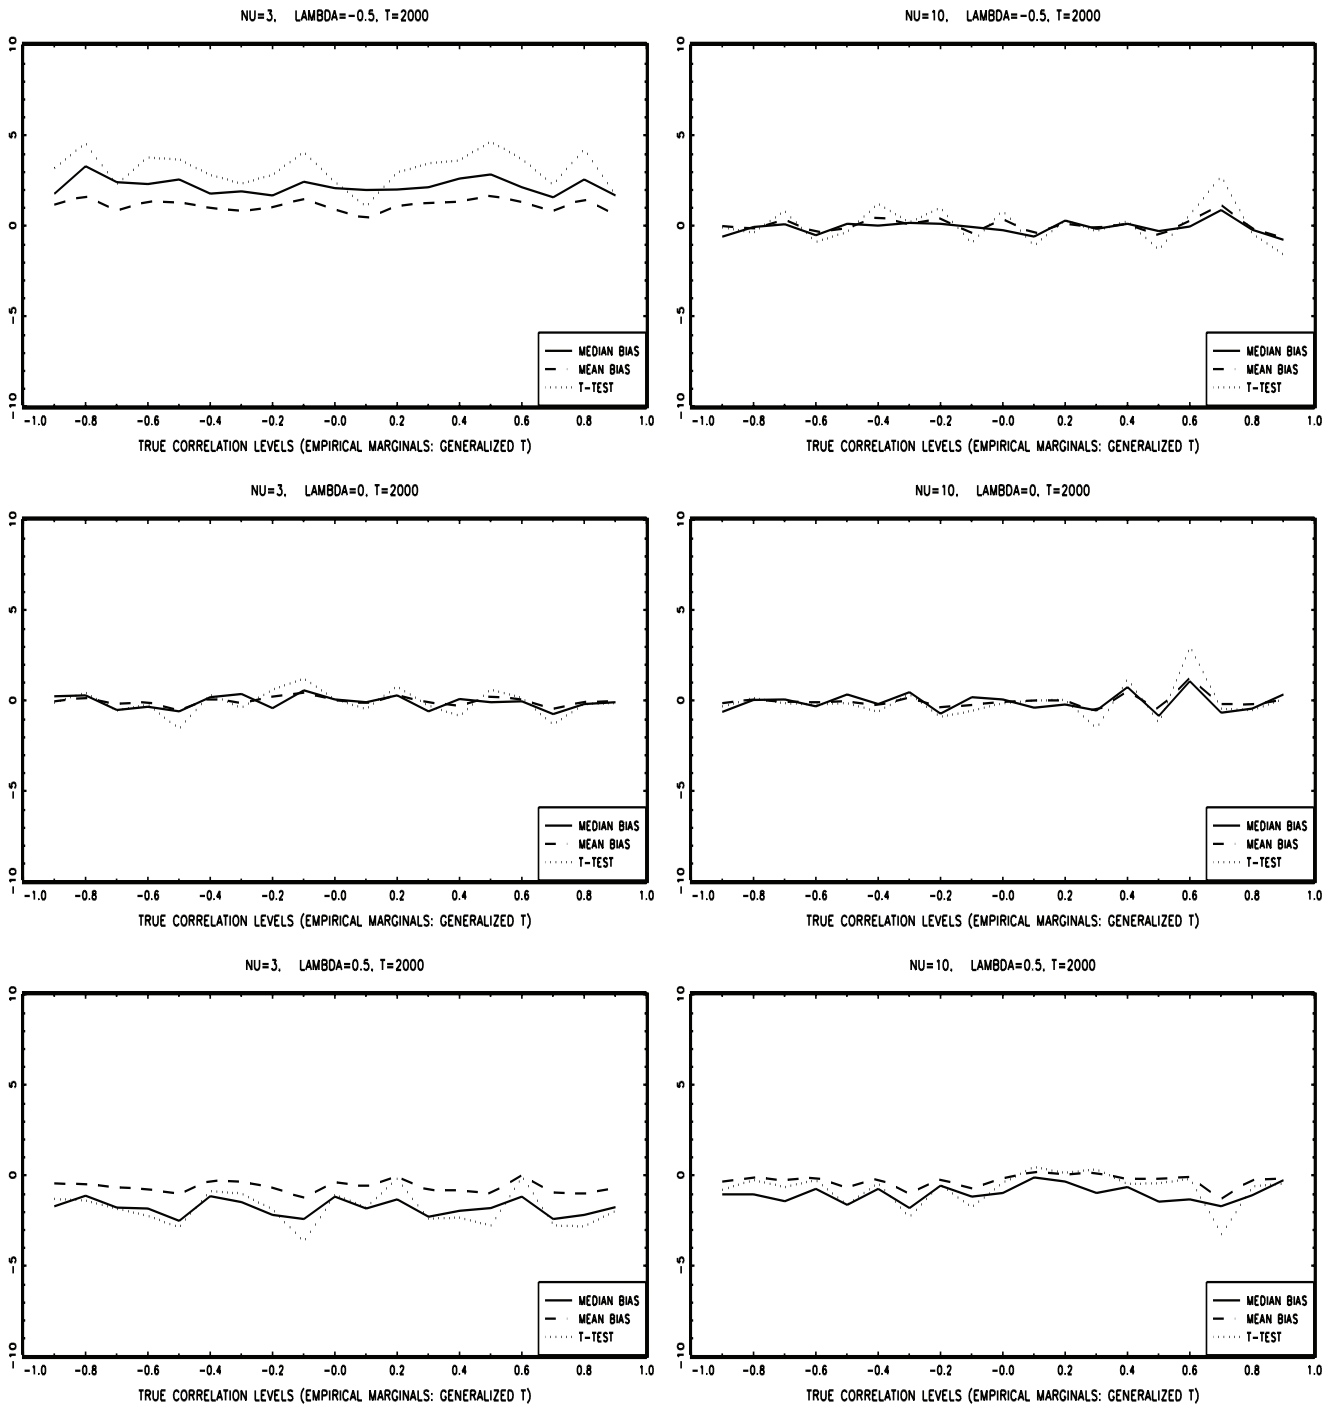 NU=3, LAMBDA=-0.5, T=2000
10
5
0
-5
-10
MEDIAN BIAS
MEAN BIAS
T-TEST
-1.0 -0.8 -0.6 -0.4 -0.2 -0.0 0.2 0.4 0.6 0.8 1.0
TRUE CORRELATION LEVELS (EMPIRICAL MARGINALS: GENERALIZED T)
NU=10, LAMBDA=-0.5, T=2000
10
5
0
-5
-10
MEDIAN BIAS
MEAN BIAS
T-TEST
-1.0 -0.8 -0.6 -0.4 -0.2 -0.0 0.2 0.4 0.6 0.8 1.0
TRUE CORRELATION LEVELS (EMPIRICAL MARGINALS: GENERALIZED T)
NU=3, LAMBDA=0, T=2000
10
5
0
-5
-10
MEDIAN BIAS
MEAN BIAS
T-TEST
-1.0 -0.8 -0.6 -0.4 -0.2 -0.0 0.2 0.4 0.6 0.8 1.0
TRUE CORRELATION LEVELS (EMPIRICAL MARGINALS: GENERALIZED T)
NU=10, LAMBDA=0, T=2000
10
5
0
-5
-10
MEDIAN BIAS
MEAN BIAS
T-TEST
-1.0 -0.8 -0.6 -0.4 -0.2 -0.0 0.2 0.4 0.6 0.8 1.0
TRUE CORRELATION LEVELS (EMPIRICAL MARGINALS: GENERALIZED T)
NU=3, LAMBDA=0.5, T=2000
10
5
0
-5
-10
MEDIAN BIAS
MEAN BIAS
T-TEST
-1.0 -0.8 -0.6 -0.4 -0.2 -0.0 0.2 0.4 0.6 0.8 1.0
TRUE CORRELATION LEVELS (EMPIRICAL MARGINALS: GENERALIZED T)
NU=10, LAMBDA=0.5, T=2000
10
5
0
-5
-10
MEDIAN BIAS
MEAN BIAS
T-TEST
-1.0 -0.8 -0.6 -0.4 -0.2 -0.0 0.2 0.4 0.6 0.8 1.0
TRUE CORRELATION LEVELS (EMPIRICAL MARGINALS: GENERALIZED T)